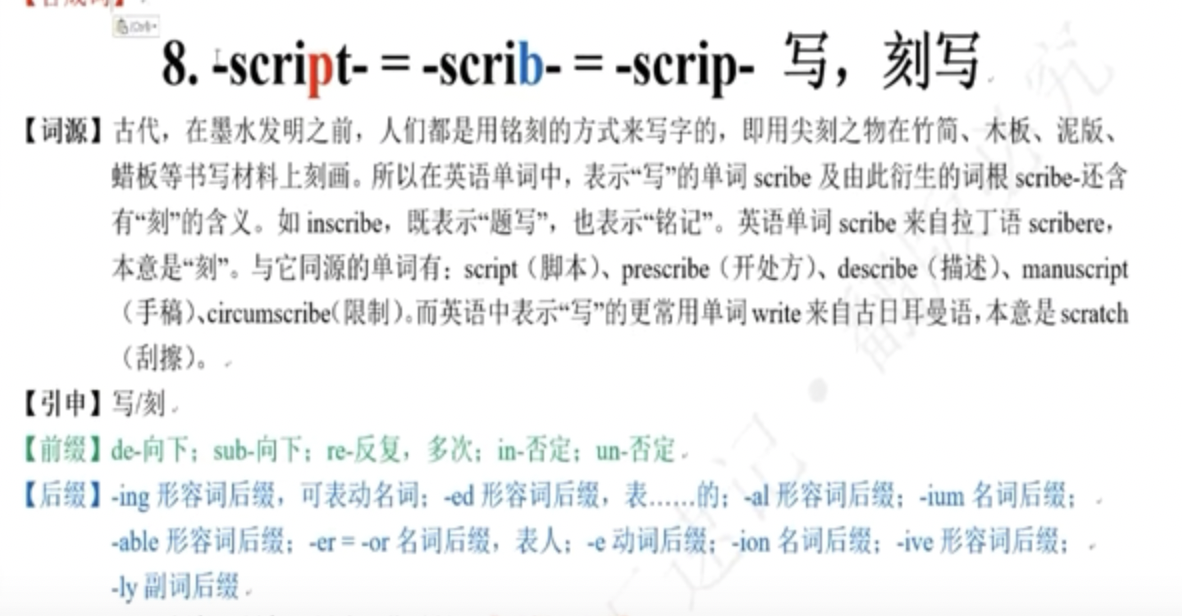 8. -script- = -scrib- = -scrip- 写，刻写
【词源】古代，在墨水发明之前，人们都是用铭刻的方式来写字的，即用尖刻之物在竹简、木板、泥版、
蜡板等书写材料上刻画。所以在英语单词中，表示“写”的单词 scribe 及由此衍生的词根 scribe-还含
有“刻”的含义。如 inscribe，既表示“题写”，也表示“铭记”。英语单词 scribe 来自拉丁语 scribere，
本意是“刻”。与它同源的单词有：script（脚本）、prescribe（开处方）、describe（描述）、manuscript
（手稿）、circumscribe（限制）。而英语中表示“写”的更常用单词 write 来自古日耳曼语，本意是 scratch
（刮擦）。
【引申】写/刻
【前缀】de-向下；sub-向下；re-反复，多次；in-否定；un-否定
【后缀】-ing 形容词后缀，可表动名词；-ed 形容词后缀，表……的；-al 形容词后缀；-ium 名词后缀；
-able 形容词后缀；-er = -or 名词后缀，表人；-e 动词后缀；-ion 名词后缀；-ive 形容词后缀；
-ly 副词后缀